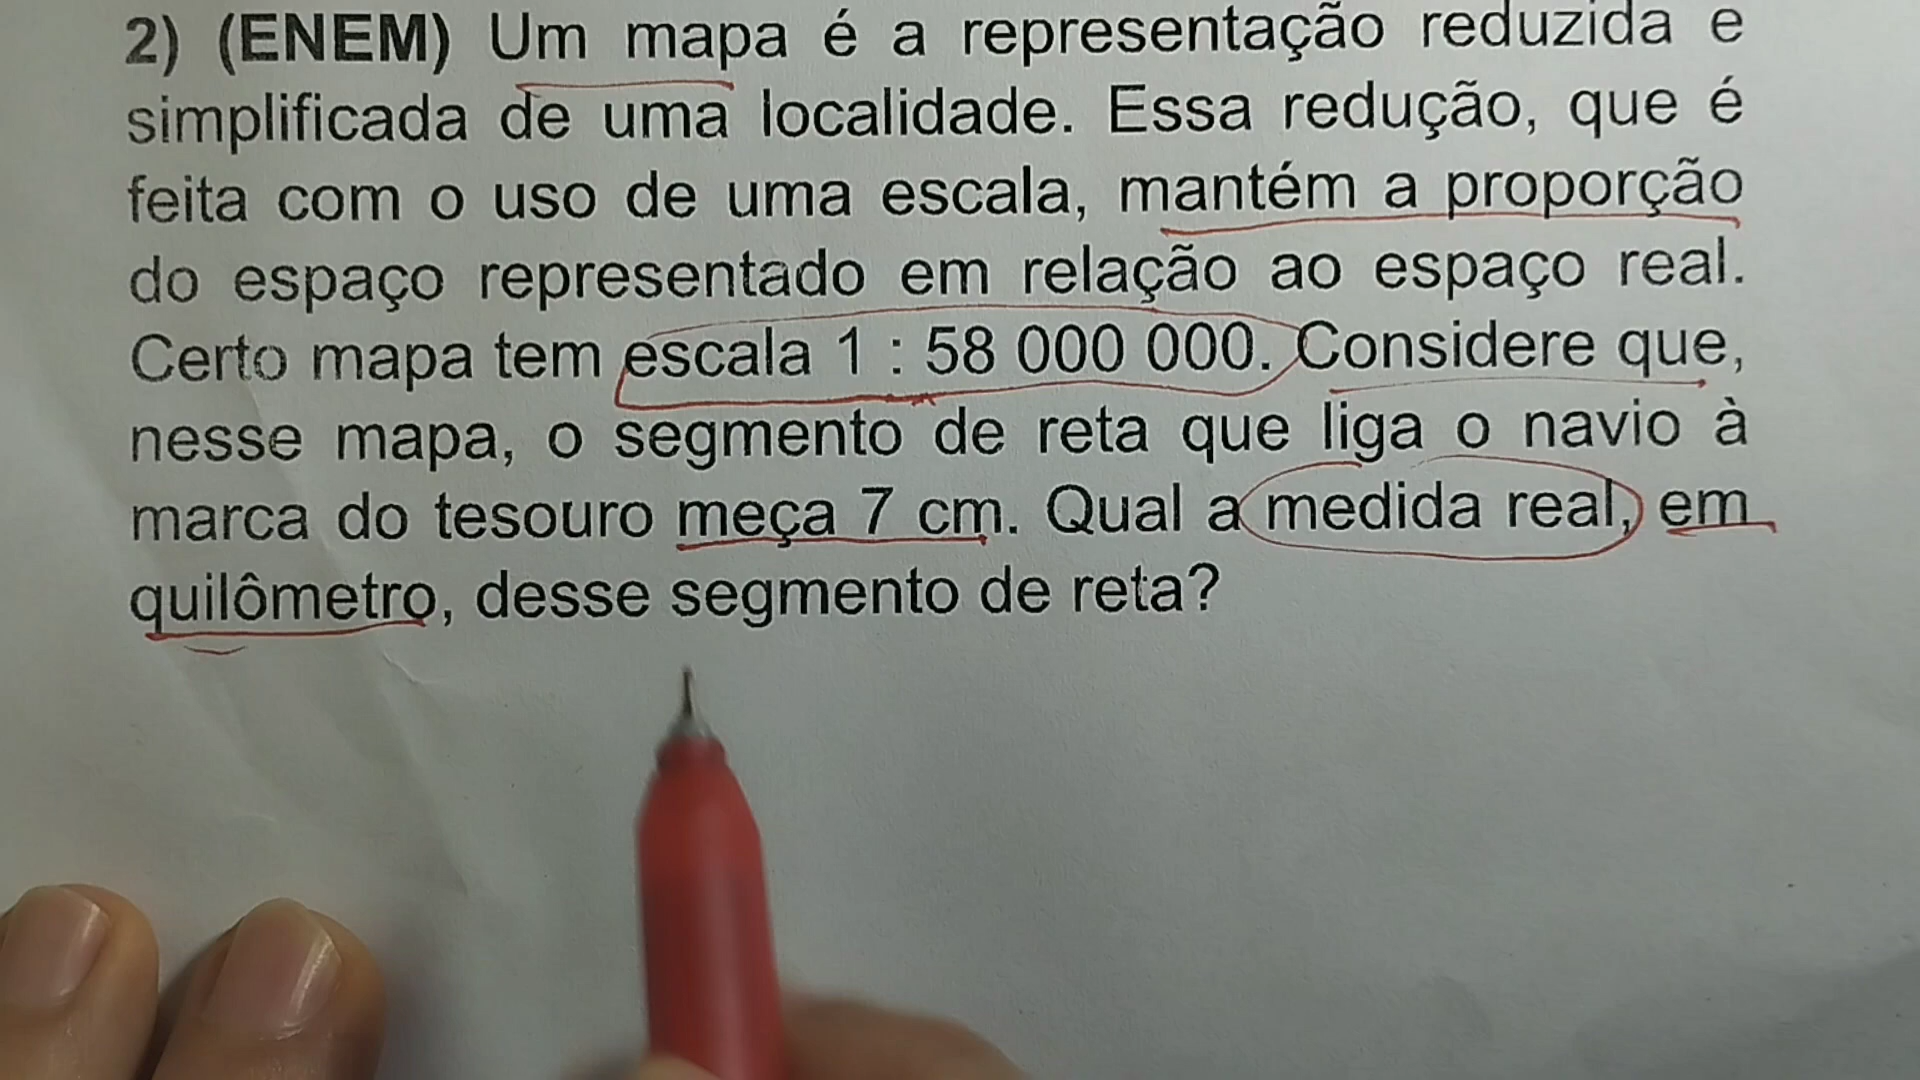 2) (ENEM) Um mapa é a representação reduzida e
simplificada de uma localidade. Essa redução, que é
feita com o uso de uma escala, mantém a proporção
do espaço representado em relação ao espaço real.
Certo mapa tem escala 1 : 58 000 000. Considere que,
nesse mapa, o segmento de reta que liga o navio à
marca do tesouro meça 7 cm. Qual a medida real, em
quilômetro, desse segmento de reta?